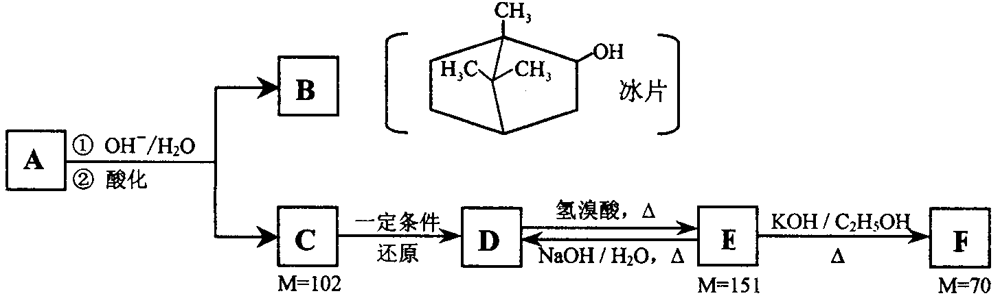 CH₃
OH
H₃C CH₃
冰片
B
A
① OH⁻/H₂O
② 酸化
C
M=102
一定条件
还原
D
氢溴酸，Δ
NaOH / H₂O，Δ
E
M=151
KOH / C₂H₅OH
Δ
F
M=70